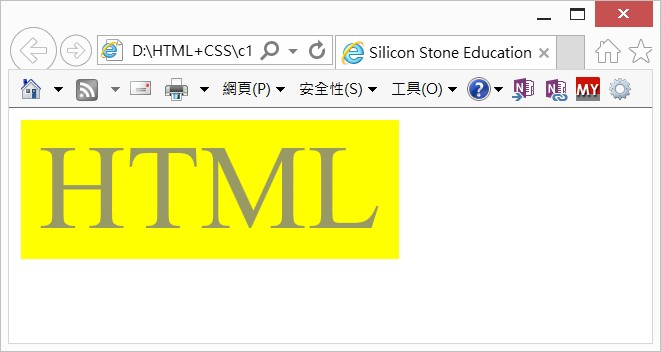 D:\HTML+CSS\c1
Silicon Stone Education
網頁(P)
安全性(S)
工具(O)
MY
HTML